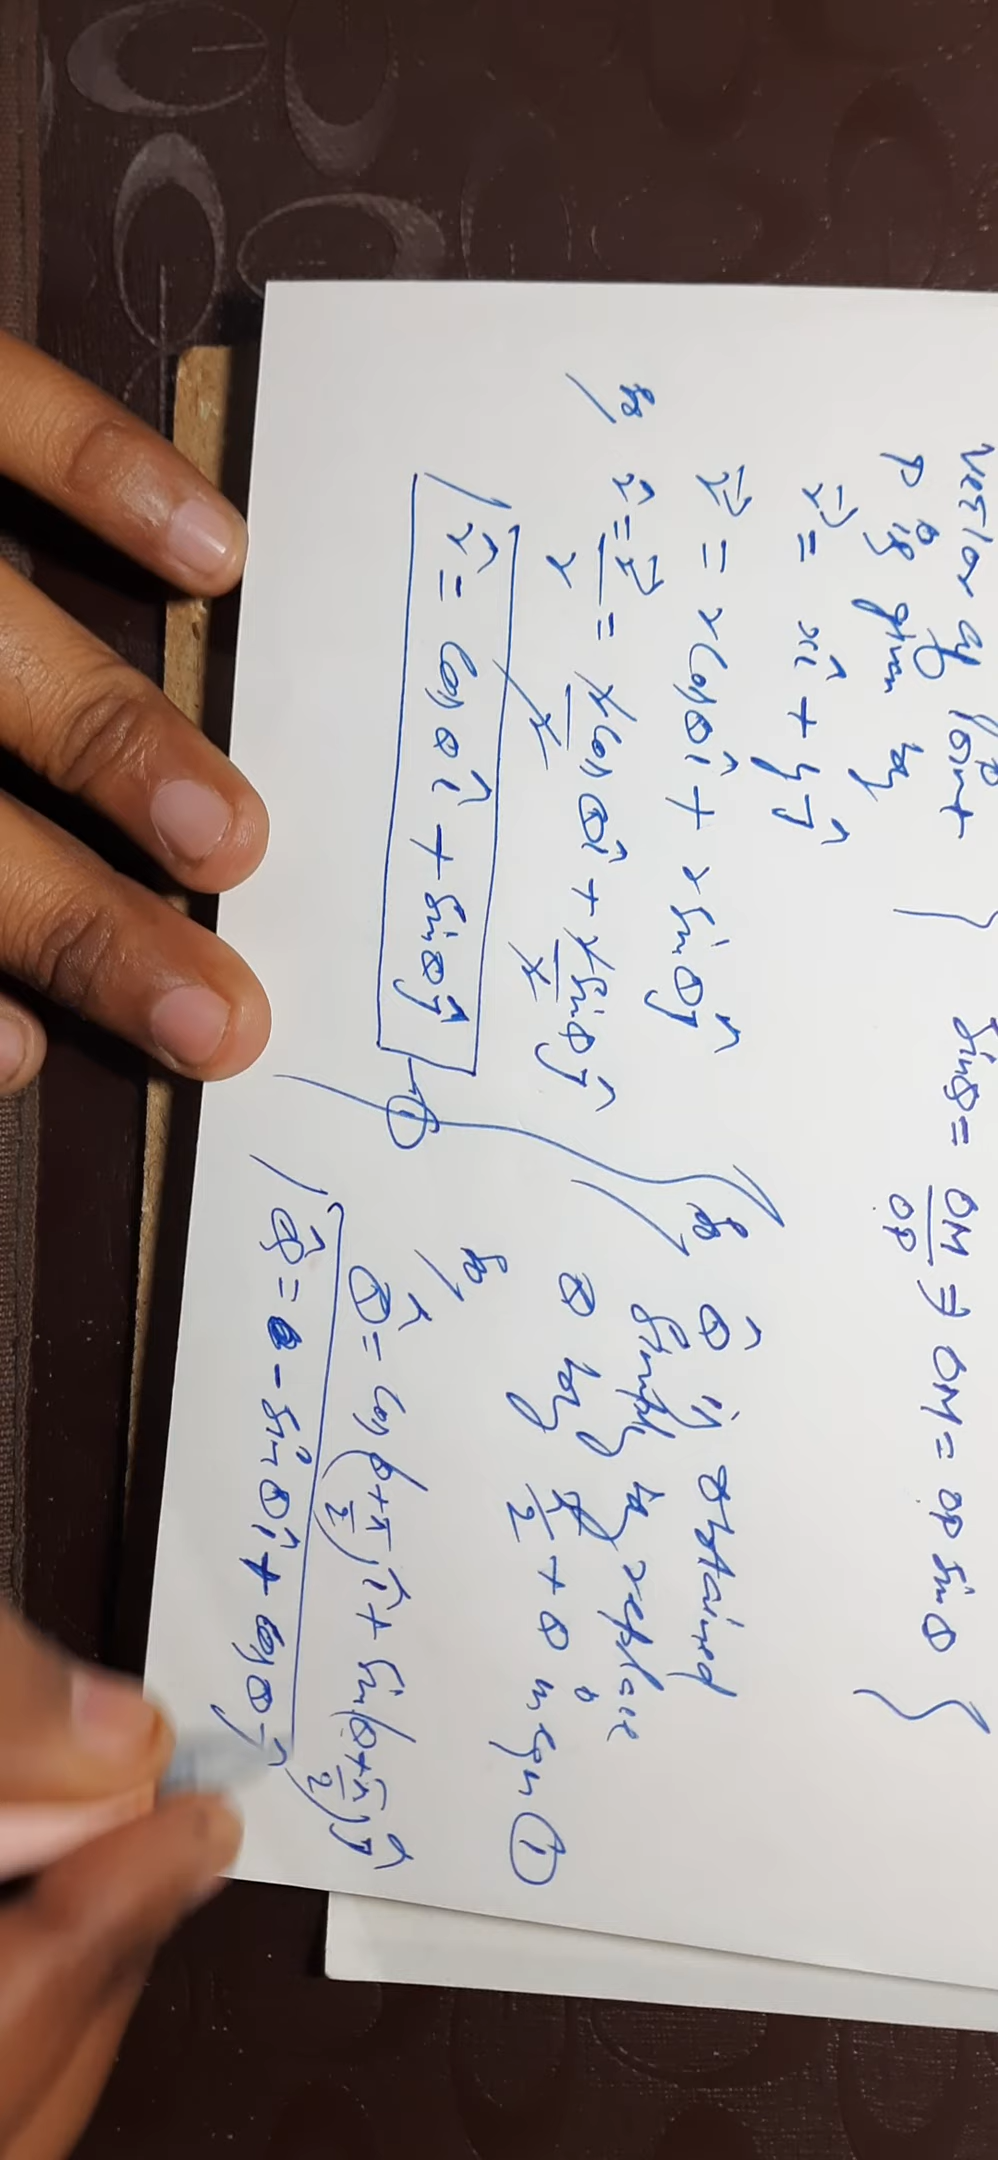 vector of point
P is given by
r⃗ = xî + yĵ
r⃗ = r Cosθ î + r Sinθ ĵ
So r̂ = r⃗/r = r Cosθ î/r + r Sinθ ĵ/r
r̂ = Cosθ î + Sinθ ĵ
①
Sinθ = OM/OP ⇒ OM = OP Sinθ
So θ̂ is obtained
Simply by replace
θ by π/2 + θ in eqn ①
So
θ̂ = Cos(θ+π/2) î + Sin(θ+π/2) ĵ
θ̂ = - Sinθ î + Cosθ ĵ